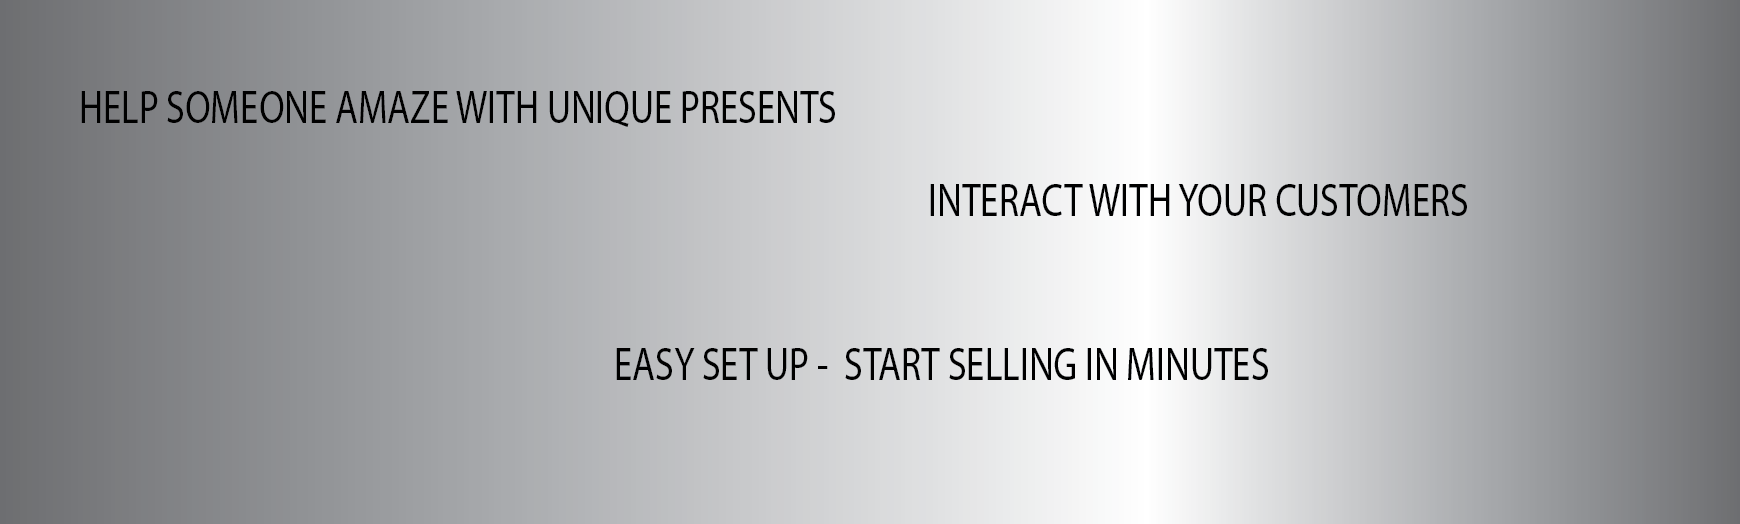 HELP SOMEONE AMAZE WITH UNIQUE PRESENTS
INTERACT WITH YOUR CUSTOMERS
EASY SET UP -  START SELLING IN MINUTES